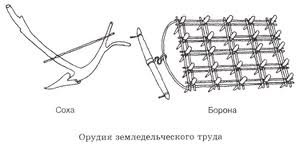 Соха Борона
Орудия земледельческого труда